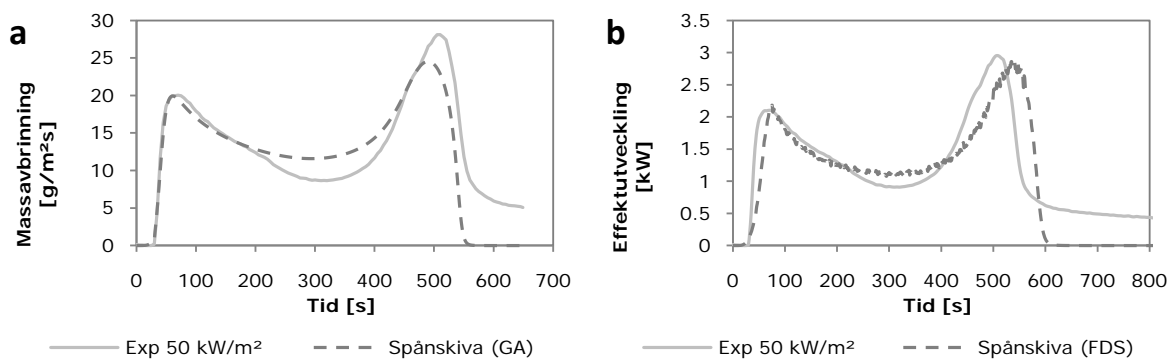 a
Massavbrinning
[g/m²s]
30
25
20
15
10
5
0
0 100 200 300 400 500 600 700
Tid [s]
Exp 50 kW/m² Spånskiva (GA)
b
Effektutveckling
[kW]
3.5
3
2.5
2
1.5
1
0.5
0
0 100 200 300 400 500 600 700 800
Tid [s]
Exp 50 kW/m² Spånskiva (FDS)